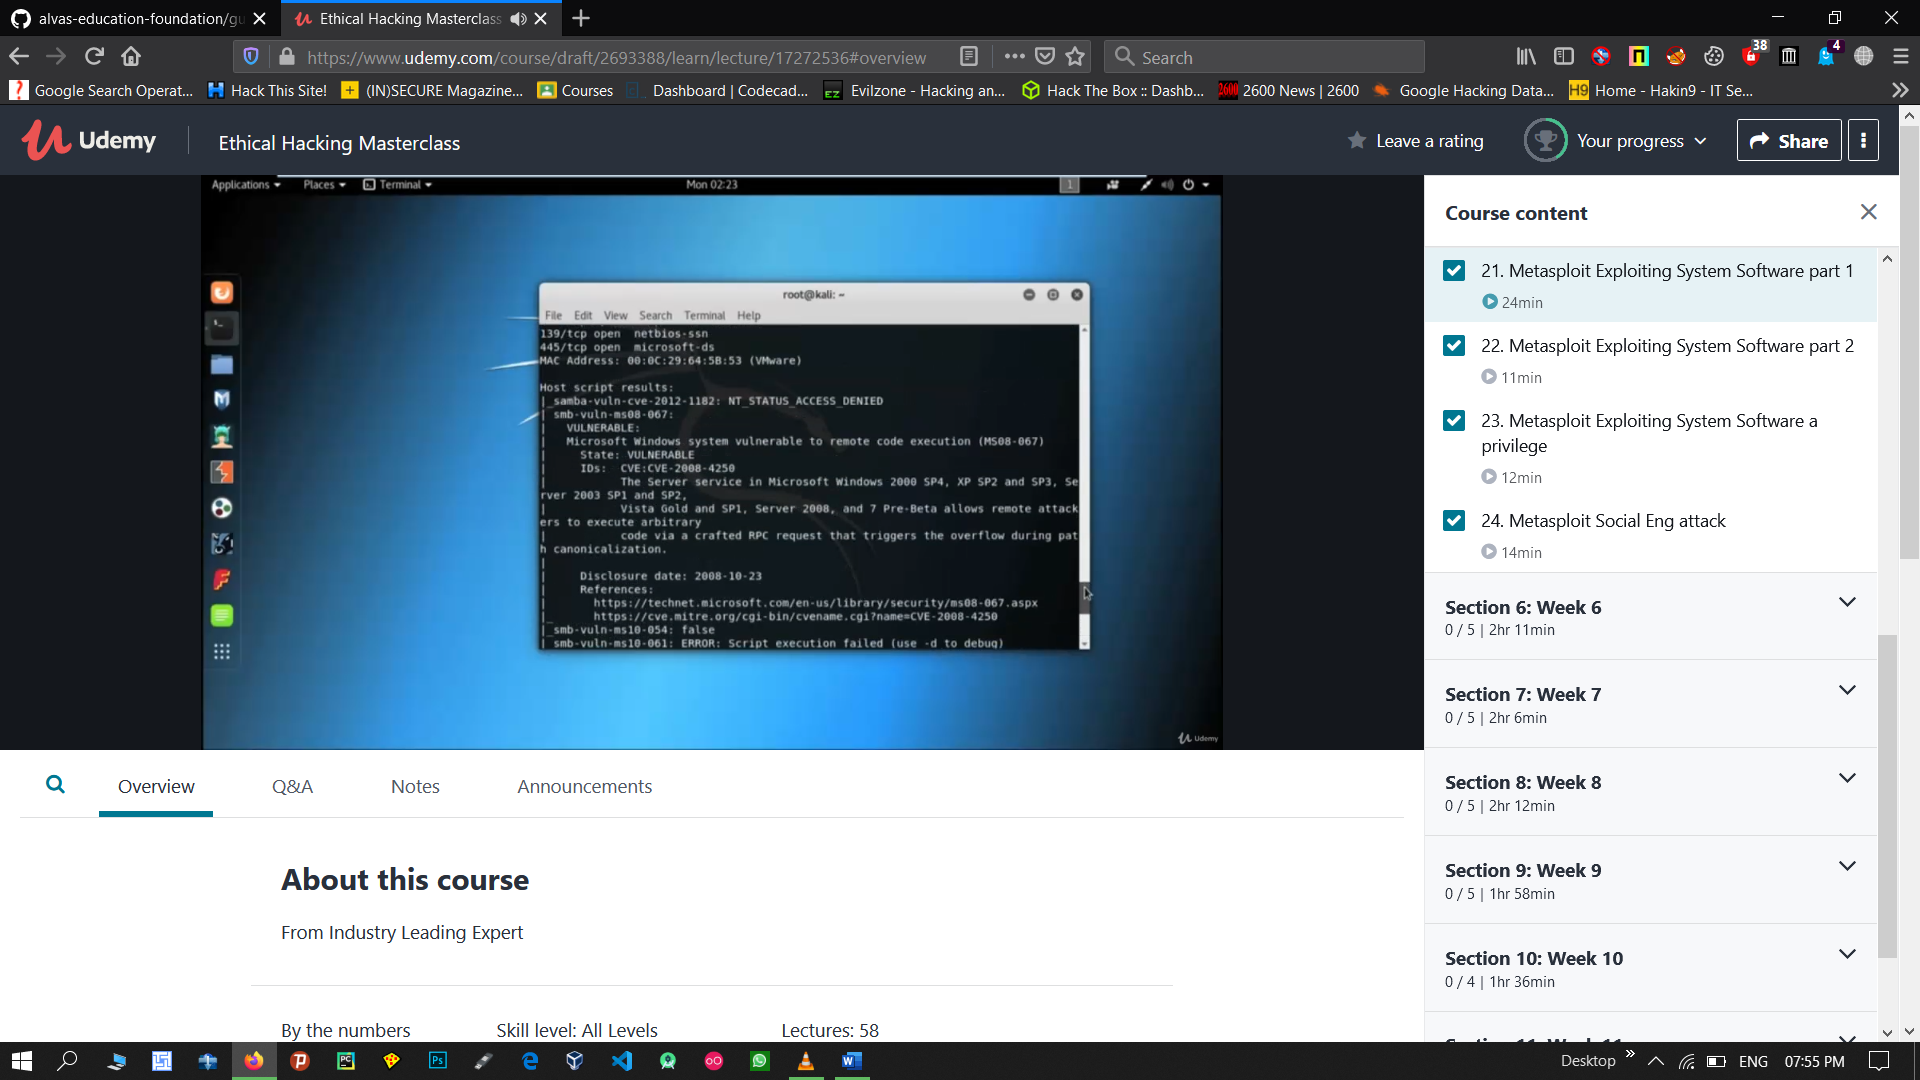 alvas-education-foundation/gu
Ethical Hacking Masterclass
https://www.udemy.com/course/draft/2693388/learn/lecture/17272536#overview
Search
38
4
Google Search Operat...
Hack This Site!
(IN)SECURE Magazine...
Courses
Dashboard | Codecad...
EZ
Evilzone - Hacking an...
Hack The Box :: Dashb...
2600
2600 News | 2600
Google Hacking Data...
H9
Home - Hakin9 - IT Se...
Udemy
Ethical Hacking Masterclass
Leave a rating
Your progress
Share
Applications
Places
Terminal
Mon 02:23
1
root@kali: ~
File Edit View Search Terminal Help
139/tcp open  netbios-ssn
445/tcp open  microsoft-ds
MAC Address: 00:0C:29:64:5B:53 (VMware)
Host script results:
|_samba-vuln-cve-2012-1182: NT_STATUS_ACCESS_DENIED
| smb-vuln-ms08-067:
|   VULNERABLE:
|   Microsoft Windows system vulnerable to remote code execution (MS08-067)
|     State: VULNERABLE
|     IDs:  CVE:CVE-2008-4250
|           The Server service in Microsoft Windows 2000 SP4, XP SP2 and SP3, Se
rver 2003 SP1 and SP2,
|           Vista Gold and SP1, Server 2008, and 7 Pre-Beta allows remote attack
ers to execute arbitrary
|           code via a crafted RPC request that triggers the overflow during pat
h canonicalization.
|
|     Disclosure date: 2008-10-23
|     References:
|       https://technet.microsoft.com/en-us/library/security/ms08-067.aspx
|_      https://cve.mitre.org/cgi-bin/cvename.cgi?name=CVE-2008-4250
|_smb-vuln-ms10-054: false
|_smb-vuln-ms10-061: ERROR: Script execution failed (use -d to debug)
Udemy
Course content
21. Metasploit Exploiting System Software part 1
24min
22. Metasploit Exploiting System Software part 2
11min
23. Metasploit Exploiting System Software a
privilege
12min
24. Metasploit Social Eng attack
14min
Section 6: Week 6
0 / 5 | 2hr 11min
Section 7: Week 7
0 / 5 | 2hr 6min
Section 8: Week 8
0 / 5 | 2hr 12min
Section 9: Week 9
0 / 5 | 1hr 58min
Section 10: Week 10
0 / 4 | 1hr 36min
Overview
Q&A
Notes
Announcements
About this course
From Industry Leading Expert
By the numbers
Skill level: All Levels
Lectures: 58
Desktop
ENG
07:55 PM